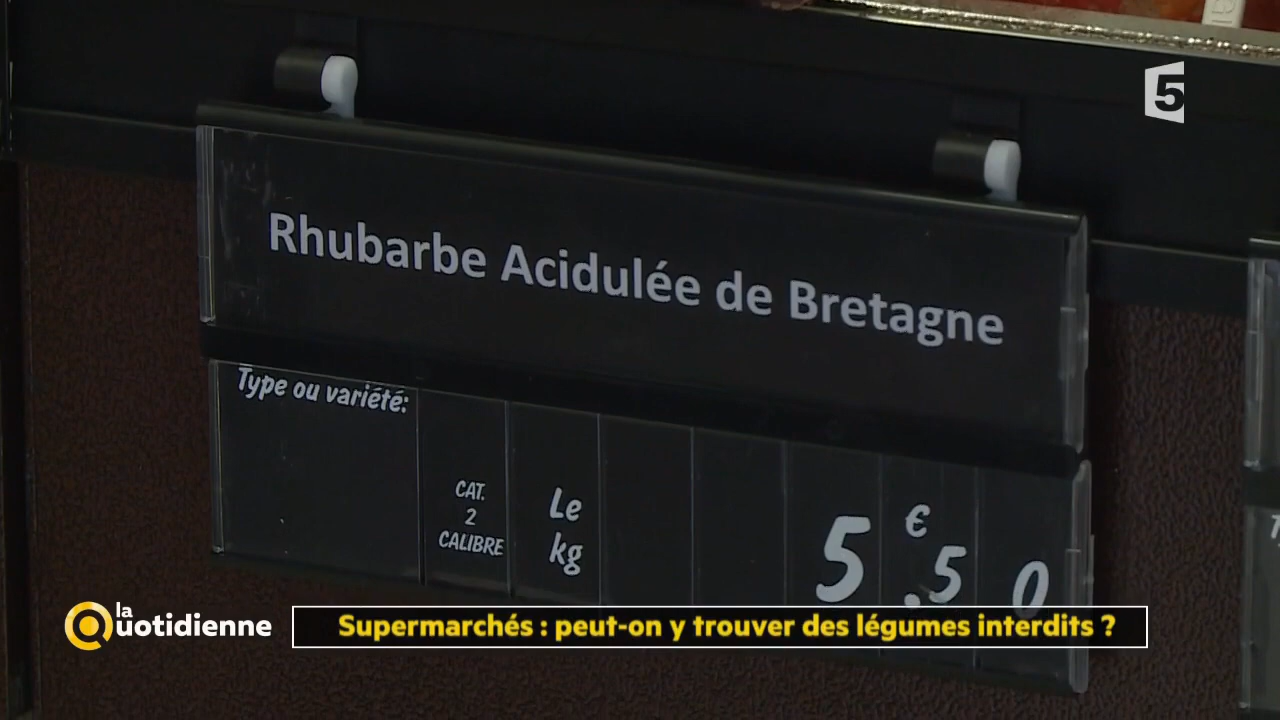 5
Rhubarbe Acidulée de Bretagne
Type ou variété:
CAT.
2
CALIBRE
Le
kg
5 € .5 0
la
Quotidienne
Supermarchés : peut-on y trouver des légumes interdits ?